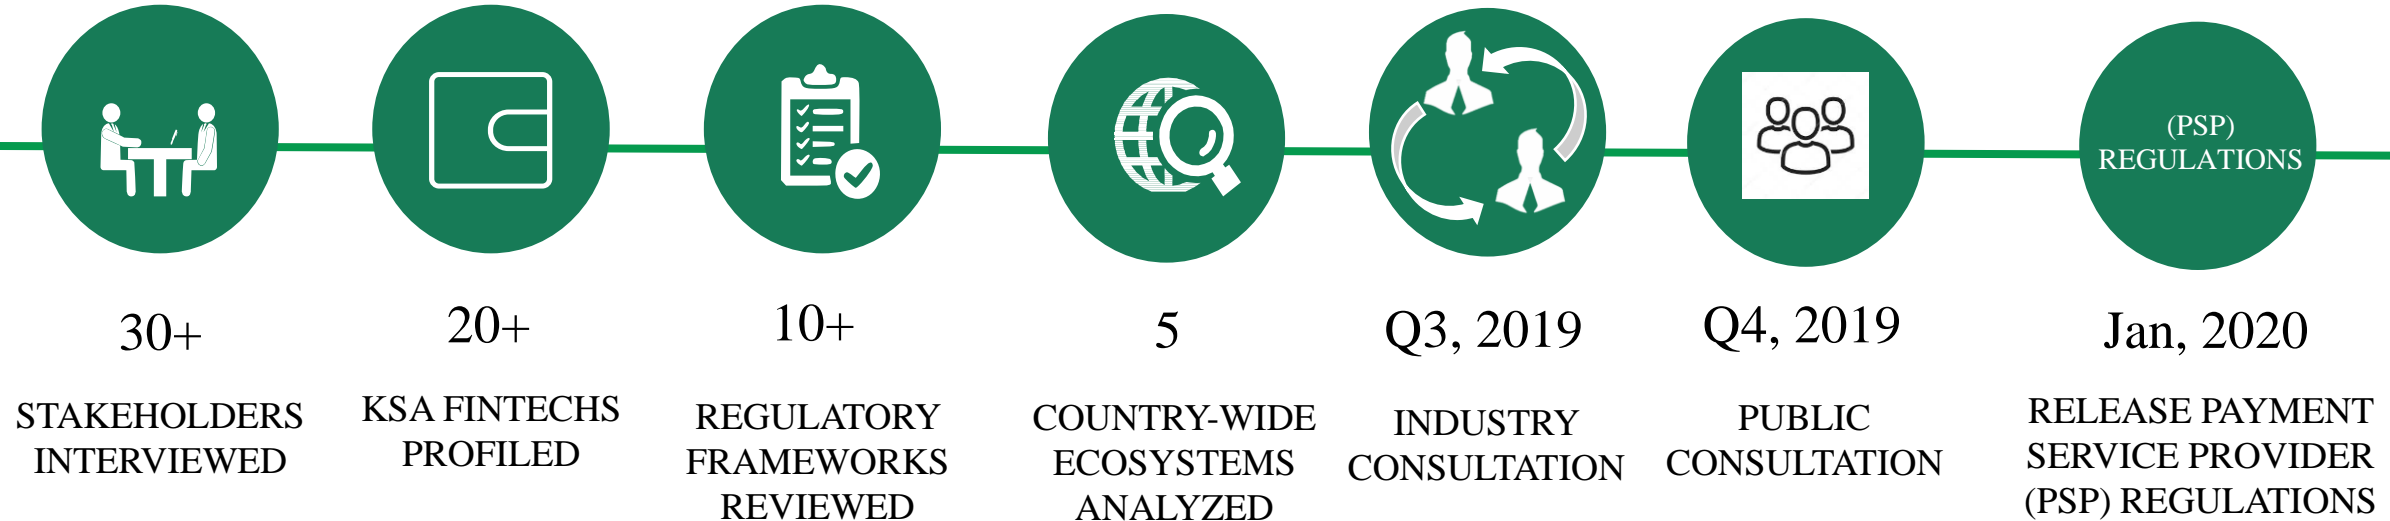 30+
STAKEHOLDERS
INTERVIEWED
20+
KSA FINTECHS
PROFILED
10+
REGULATORY
FRAMEWORKS
REVIEWED
5
COUNTRY-WIDE
ECOSYSTEMS
ANALYZED
Q3, 2019
INDUSTRY
CONSULTATION
Q4, 2019
PUBLIC
CONSULTATION
(PSP)
REGULATIONS
Jan, 2020
RELEASE PAYMENT
SERVICE PROVIDER
(PSP) REGULATIONS